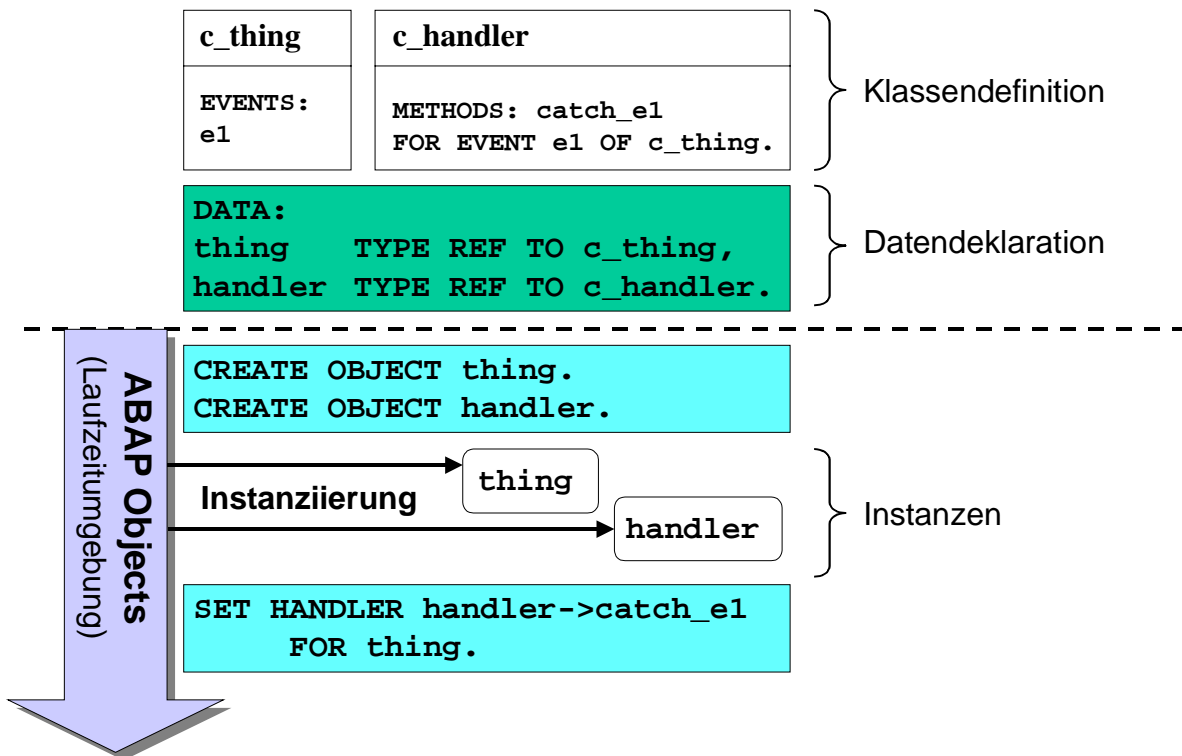 c_thing
EVENTS:
e1
c_handler
METHODS: catch_e1
FOR EVENT e1 OF c_thing.
Klassendefinition
DATA:
thing TYPE REF TO c_thing,
handler TYPE REF TO c_handler.
Datendeklaration
ABAP Objects
(Laufzeitumgebung)
CREATE OBJECT thing.
CREATE OBJECT handler.
Instanziierung
thing
handler
Instanzen
SET HANDLER handler->catch_e1
FOR thing.